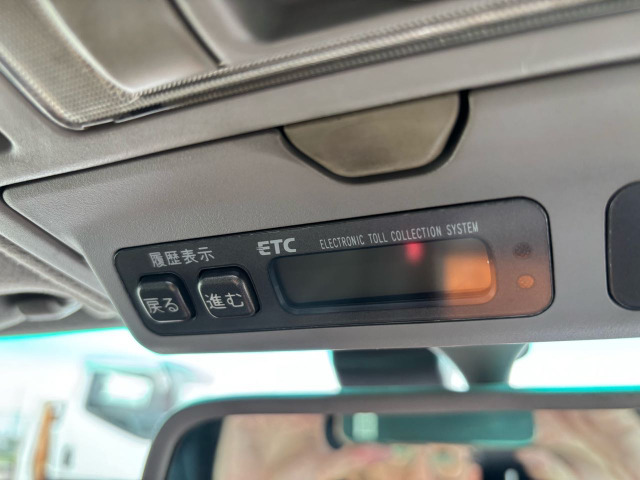 履歴表示
ETC ELECTRONIC TOLL COLLECTION SYSTEM
戻る 進む